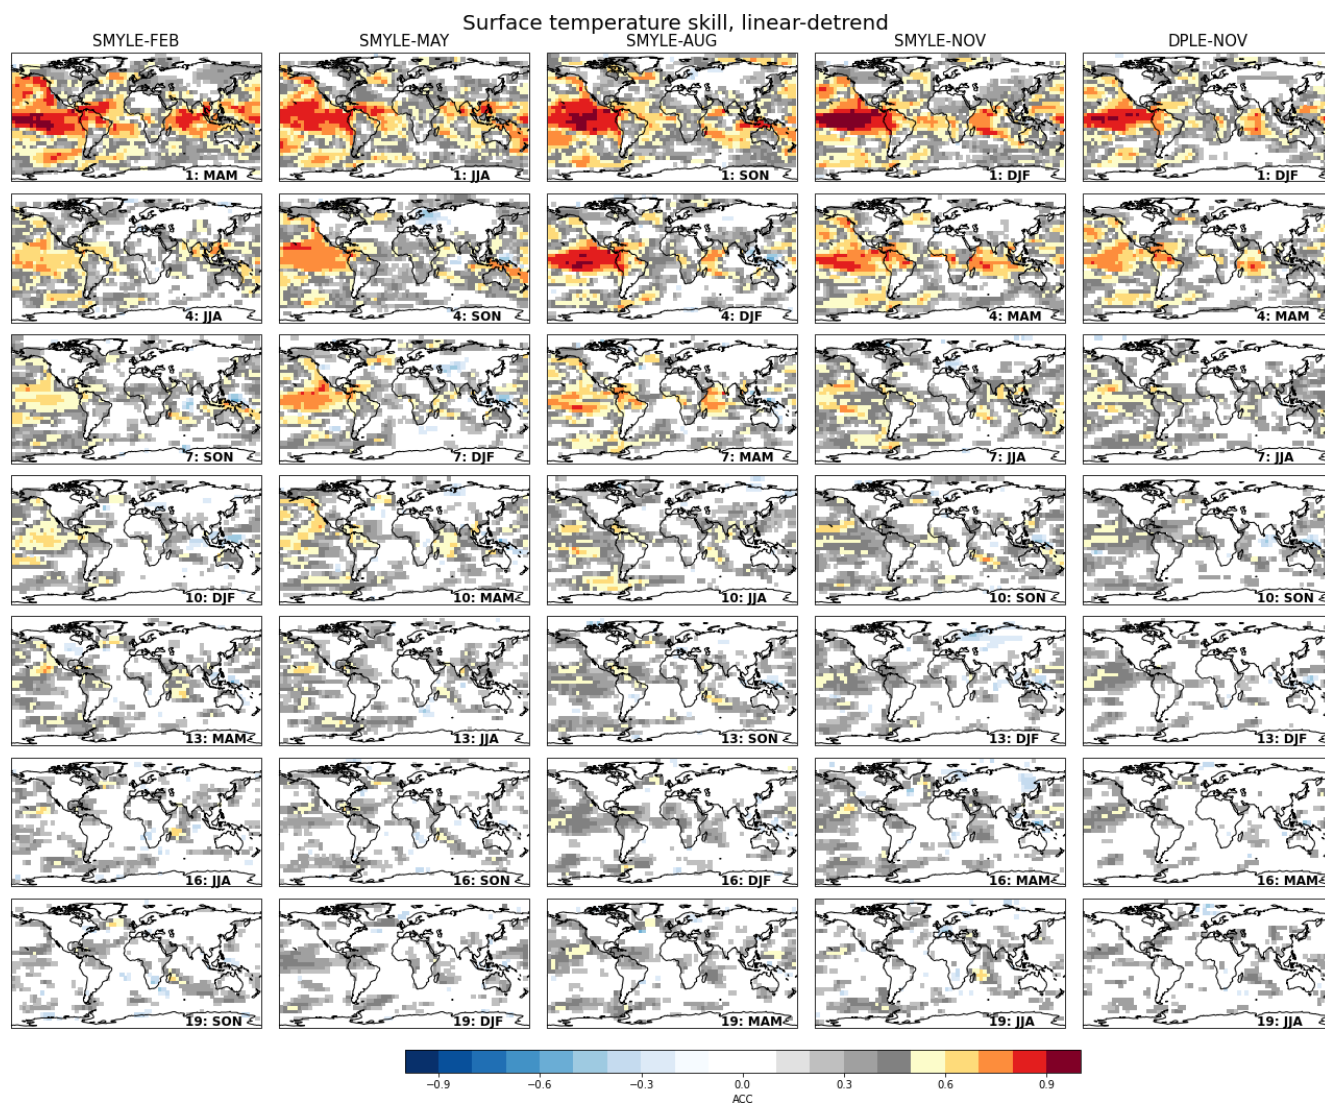 Surface temperature skill, linear-detrend
SMYLE-FEB SMYLE-MAY SMYLE-AUG SMYLE-NOV DPLE-NOV
1: MAM 1: JJA 1: SON 1: DJF 1: DJF
4: JJA 4: SON 4: DJF 4: MAM 4: MAM
7: SON 7: DJF 7: MAM 7: JJA 7: JJA
10: DJF 10: MAM 10: JJA 10: SON 10: SON
13: MAM 13: JJA 13: SON 13: DJF 13: DJF
16: JJA 16: SON 16: DJF 16: MAM 16: MAM
19: SON 19: DJF 19: MAM 19: JJA 19: JJA
−0.9 −0.6 −0.3 0.0 0.3 0.6 0.9
ACC